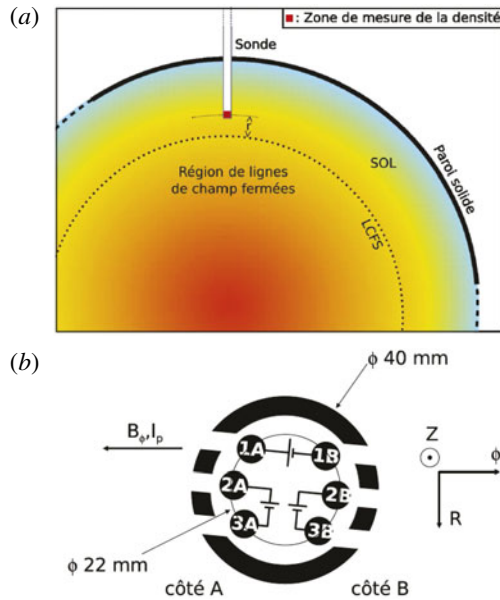 (a)
: Zone de mesure de la densité
Sonde
r
Région de lignes
de champ fermées
SOL
LCFS
Paroi solide
(b)
ϕ 40 mm
Bϕ,Ip
1A
1B
2A
2B
3A
3B
Z
ϕ
R
ϕ 22 mm
côté A
côté B